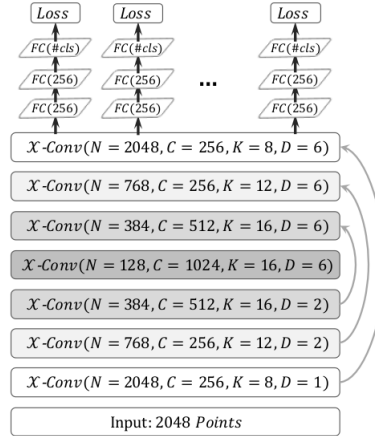 Loss Loss Loss
FC(#cls) FC(#cls) FC(#cls)
FC(256) FC(256) ... FC(256)
FC(256) FC(256) FC(256)
𝒳-Conv(N = 2048, C = 256, K = 8, D = 6)
𝒳-Conv(N = 768, C = 256, K = 12, D = 6)
𝒳-Conv(N = 384, C = 512, K = 16, D = 6)
𝒳-Conv(N = 128, C = 1024, K = 16, D = 6)
𝒳-Conv(N = 384, C = 512, K = 16, D = 2)
𝒳-Conv(N = 768, C = 256, K = 12, D = 2)
𝒳-Conv(N = 2048, C = 256, K = 8, D = 1)
Input: 2048 Points